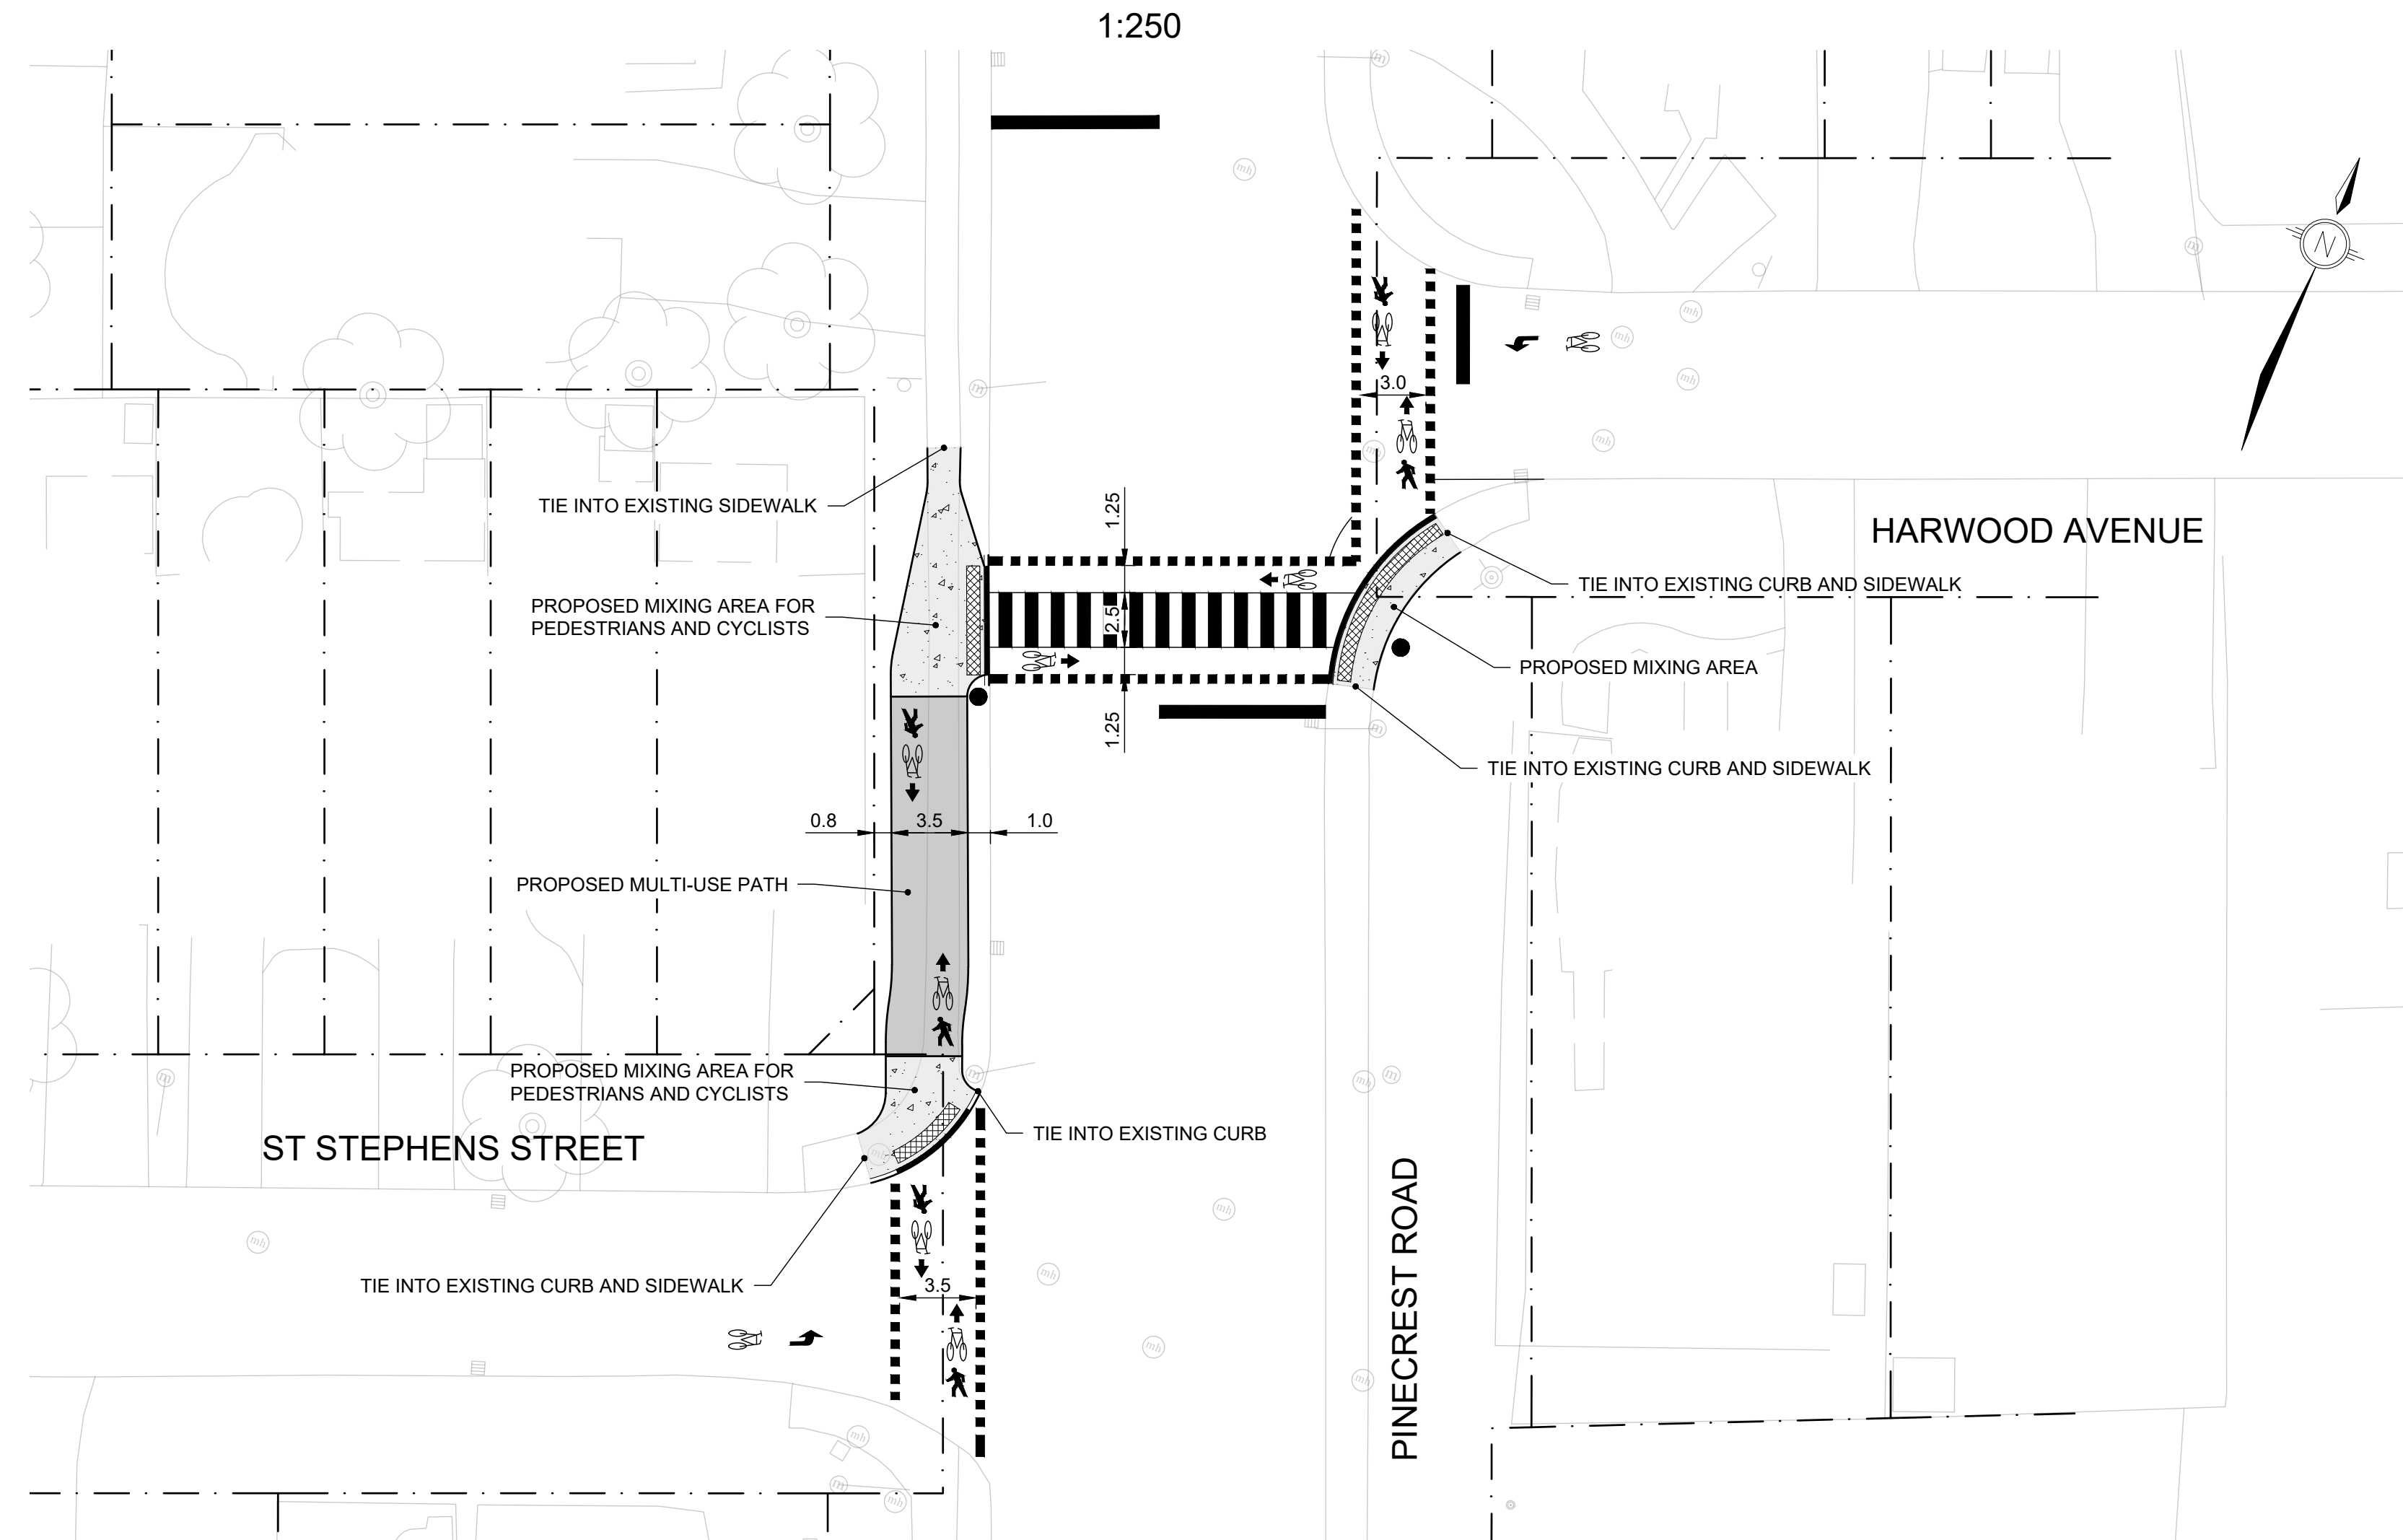 1:250
N
3.0
TIE INTO EXISTING SIDEWALK
1.25
HARWOOD AVENUE
TIE INTO EXISTING CURB AND SIDEWALK
PROPOSED MIXING AREA FOR
PEDESTRIANS AND CYCLISTS
2.5
PROPOSED MIXING AREA
1.25
TIE INTO EXISTING CURB AND SIDEWALK
0.8
3.5
1.0
PROPOSED MULTI-USE PATH
PROPOSED MIXING AREA FOR
PEDESTRIANS AND CYCLISTS
TIE INTO EXISTING CURB
ST STEPHENS STREET
PINECREST ROAD
TIE INTO EXISTING CURB AND SIDEWALK
3.5